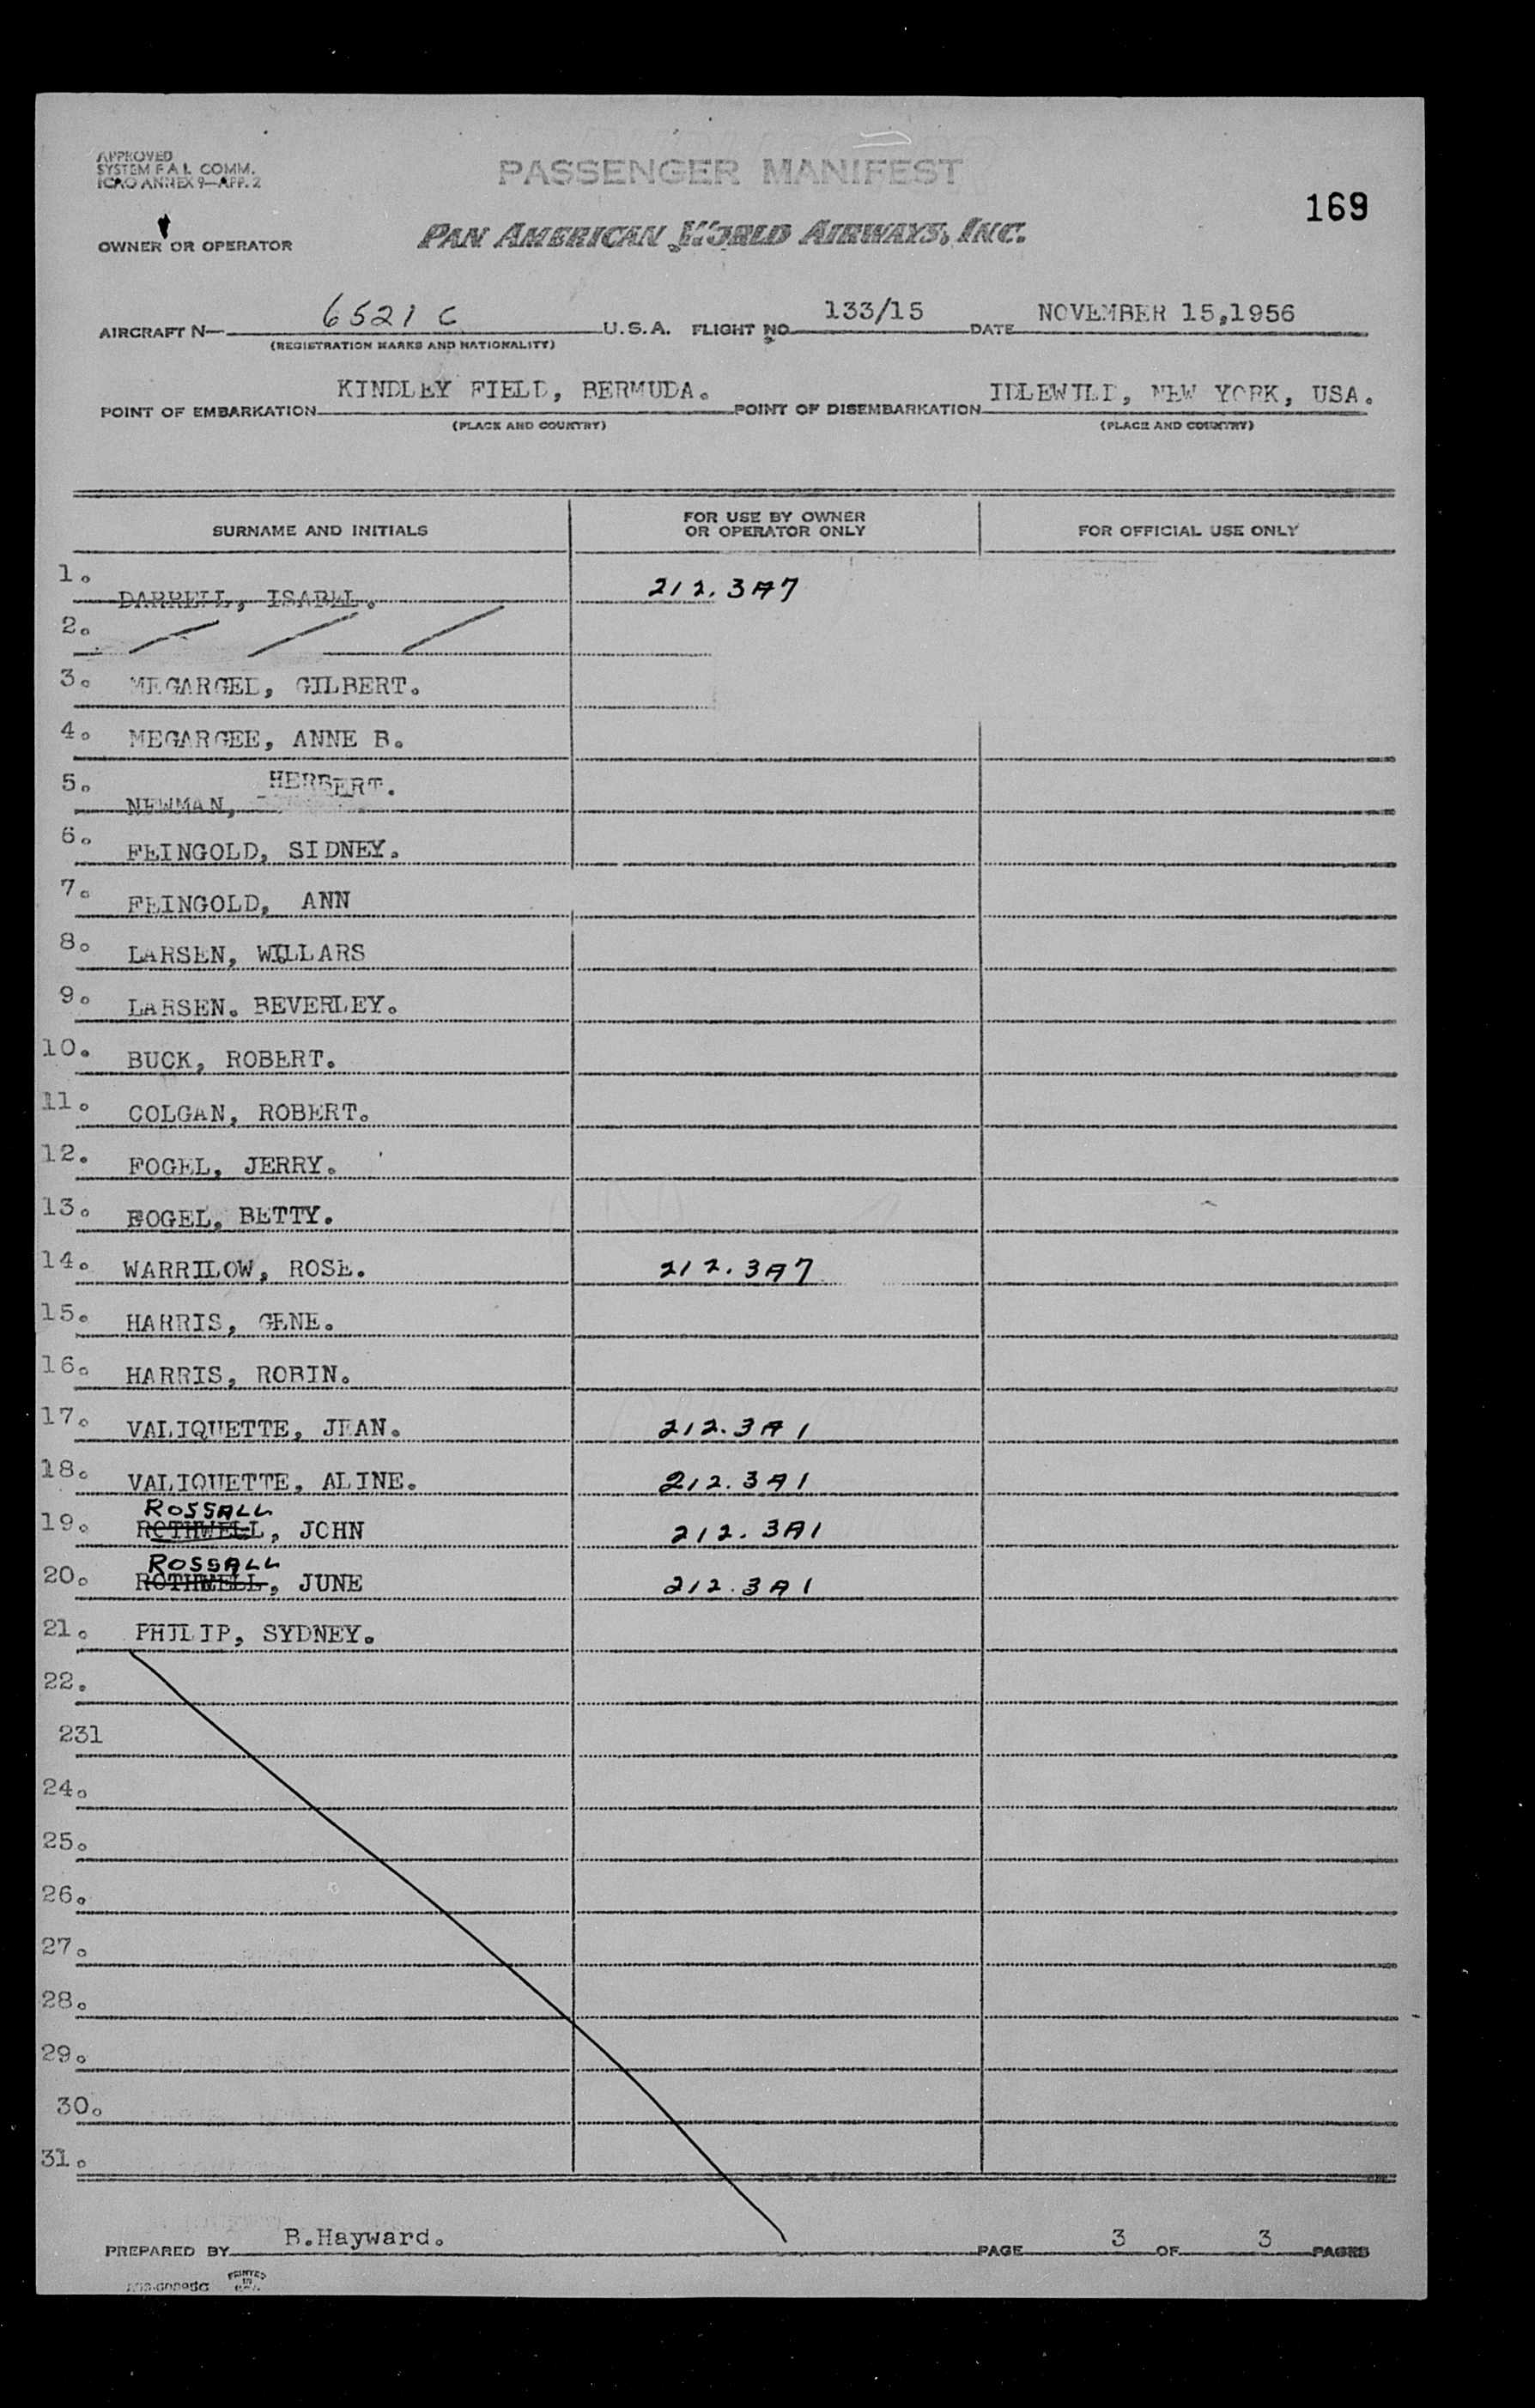 APPROVED
SYSTEM F A L COMM.
ICAO ANNEX 9—APP. 2
PASSENGER MANIFEST
169
OWNER OR OPERATOR
PAN AMERICAN WORLD AIRWAYS, INC.
AIRCRAFT N— 6521 C U.S.A. FLIGHT NO. 133/15 DATE NOVEMBER 15,1956
(REGISTRATION MARKS AND NATIONALITY)
POINT OF EMBARKATION KINDLEY FIELD, BERMUDA. POINT OF DISEMBARKATION IDLEWILD, NEW YORK, USA.
(PLACE AND COUNTRY) (PLACE AND COUNTRY)
SURNAME AND INITIALS FOR USE BY OWNER OR OPERATOR ONLY FOR OFFICIAL USE ONLY
1. DARRELL, ISABEL. 212.3A7
2.
3. MEGARGEL, GILBERT.
4. MEGARGEE, ANNE B.
5. NEWMAN, HERBERT.
6. FEINGOLD, SIDNEY.
7. FEINGOLD, ANN
8. LARSEN, WILLARS
9. LARSEN. BEVERLEY.
10. BUCK, ROBERT.
11. COLGAN, ROBERT.
12. FOGEL, JERRY.
13. FOGEL, BETTY.
14. WARRILOW, ROSE. 212.3A7
15. HARRIS, GENE.
16. HARRIS, ROBIN.
17. VALIQUETTE, JEAN. 212.3A1
18. VALIQUETTE, ALINE. 212.3A1
ROSSALL
19. ROTHWELL, JOHN 212.3A1
ROSSALL
20. ROTHWELL, JUNE 212.3A1
21. PHILIP, SYDNEY.
22.
231
24.
25.
26.
27.
28.
29.
30.
31.
PREPARED BY B.Hayward. PAGE 3 OF 3 PAGES
PRINTED
IN